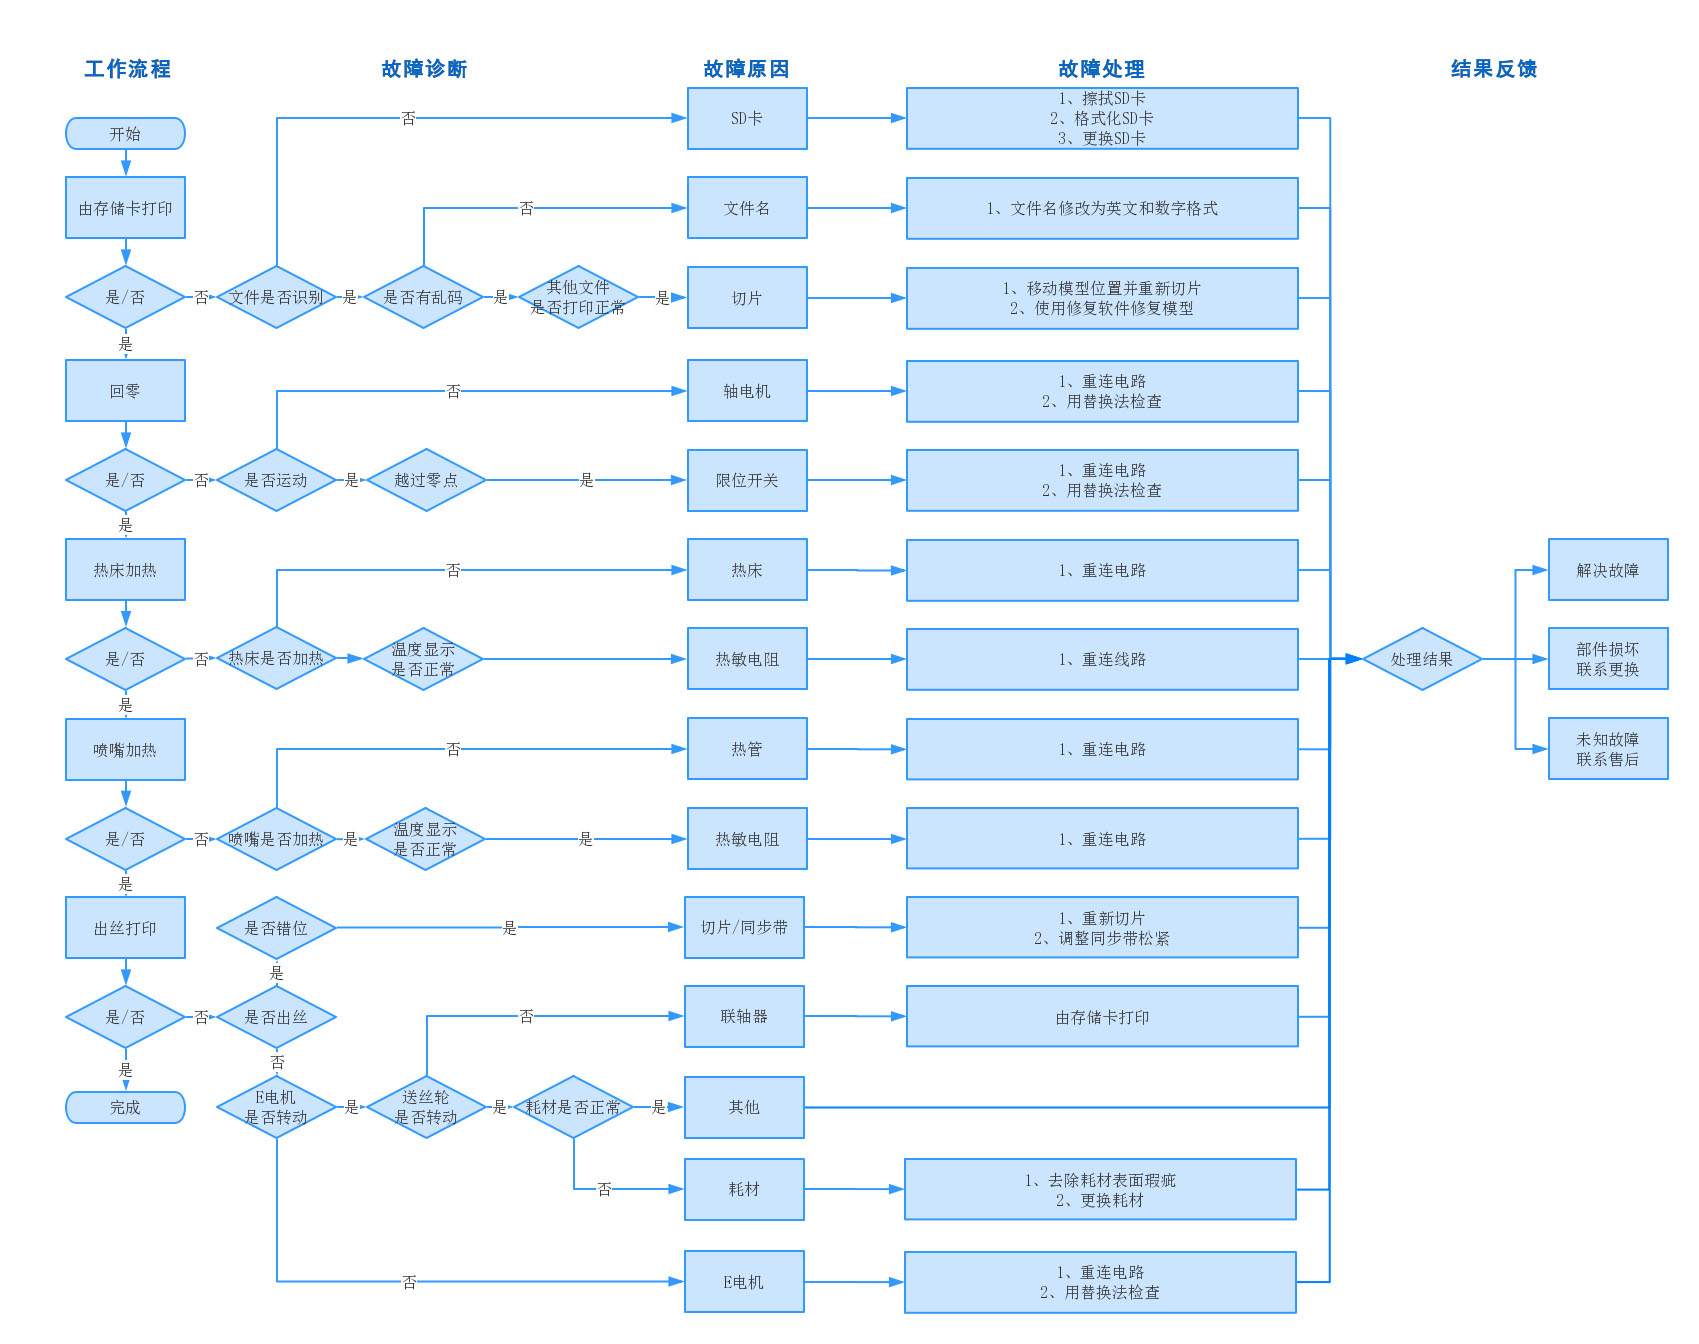 工作流程
故障诊断
故障原因
故障处理
结果反馈
开始
否
SD卡
1、擦拭SD卡
2、格式化SD卡
3、更换SD卡
由存储卡打印
否
文件名
1、文件名修改为英文和数字格式
是/否
否
文件是否识别
是
是否有乱码
是
其他文件
是否打印正常
是
切片
1、移动模型位置并重新切片
2、使用修复软件修复模型
是
回零
否
轴电机
1、重连电路
2、用替换法检查
是/否
否
是否运动
是
越过零点
是
限位开关
1、重连电路
2、用替换法检查
是
热床加热
否
热床
1、重连电路
解决故障
是/否
否
热床是否加热
温度显示
是否正常
热敏电阻
1、重连线路
处理结果
部件损坏
联系更换
是
喷嘴加热
否
热管
1、重连电路
未知故障
联系售后
是/否
否
喷嘴是否加热
是
温度显示
是否正常
是
热敏电阻
1、重连电路
是
出丝打印
是否错位
是
切片/同步带
1、重新切片
2、调整同步带松紧
是
是/否
否
是否出丝
否
联轴器
由存储卡打印
否
是
完成
E电机
是否转动
是
送丝轮
是否转动
是
耗材是否正常
是
其他
否
耗材
1、去除耗材表面瑕疵
2、更换耗材
否
E电机
1、重连电路
2、用替换法检查